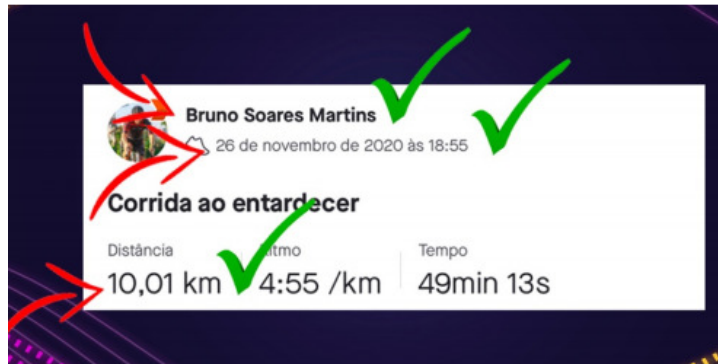 Bruno Soares Martins
26 de novembro de 2020 às 18:55
Corrida ao entardecer
Distância Ritmo Tempo
10,01 km 4:55 /km 49min 13s